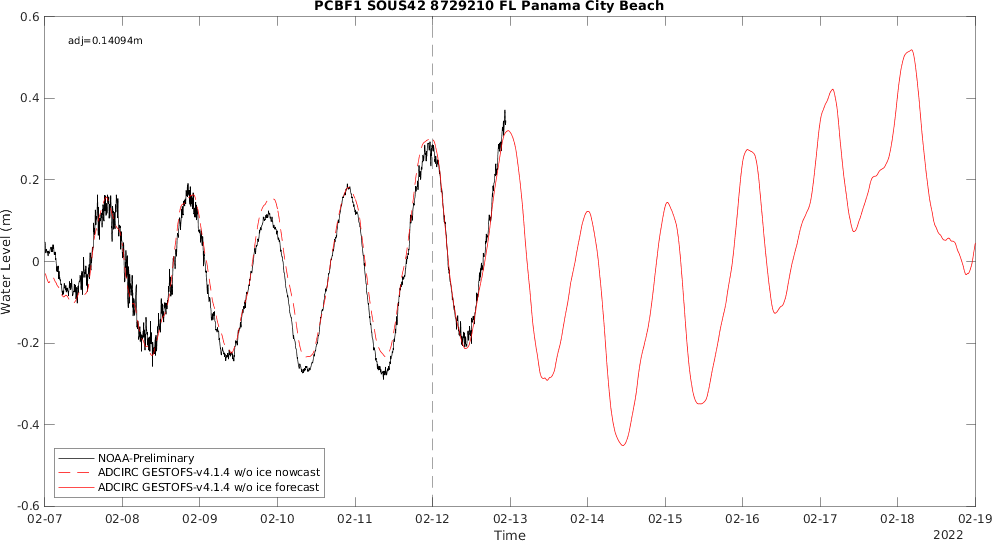 PCBF1 SOUS42 8729210 FL Panama City Beach
adj=0.14094m
0.6
0.4
0.2
0
-0.2
-0.4
-0.6
Water Level (m)
NOAA-Preliminary
ADCIRC GESTOFS-v4.1.4 w/o ice nowcast
ADCIRC GESTOFS-v4.1.4 w/o ice forecast
02-07 02-08 02-09 02-10 02-11 02-12 02-13 02-14 02-15 02-16 02-17 02-18 02-19
Time
2022